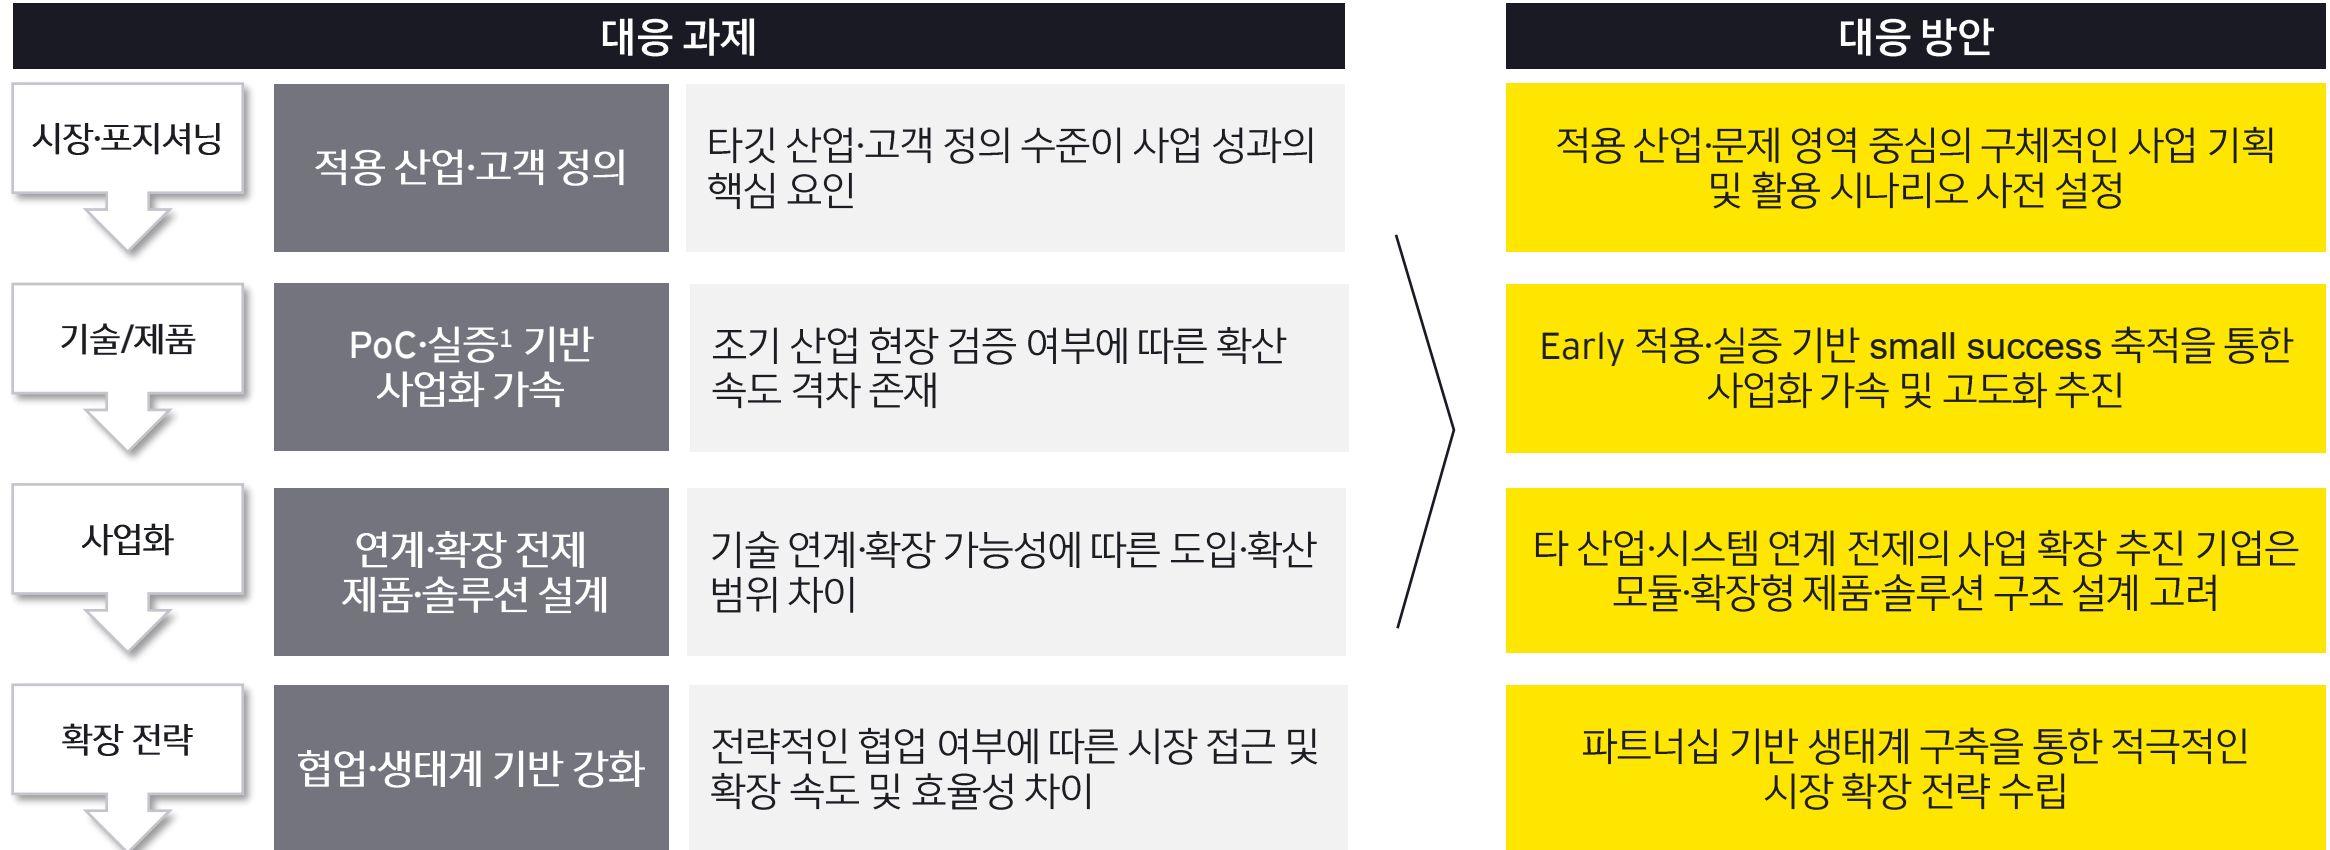 대응 과제
대응 방안
시장·포지셔닝
적용 산업·고객 정의
타깃 산업·고객 정의 수준이 사업 성과의
핵심 요인
적용 산업·문제 영역 중심의 구체적인 사업 기획
및 활용 시나리오 사전 설정
기술/제품
PoC·실증¹ 기반
사업화 가속
조기 산업 현장 검증 여부에 따른 확산
속도 격차 존재
Early 적용·실증 기반 small success 축적을 통한
사업화 가속 및 고도화 추진
사업화
연계·확장 전제
제품·솔루션 설계
기술 연계·확장 가능성에 따른 도입·확산
범위 차이
타 산업·시스템 연계 전제의 사업 확장 추진 기업은
모듈·확장형 제품·솔루션 구조 설계 고려
확장 전략
협업·생태계 기반 강화
전략적인 협업 여부에 따른 시장 접근 및
확장 속도 및 효율성 차이
파트너십 기반 생태계 구축을 통한 적극적인
시장 확장 전략 수립